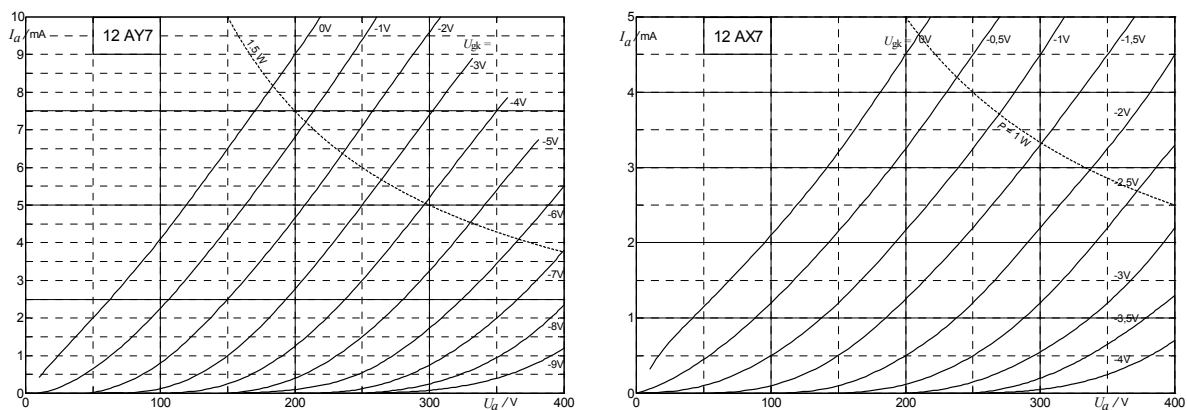 10
I_a / mA
12 AY7
1.5 W
0V
-1V
-2V
U_gk =
-3V
9
8
-4V
7
-5V
6
5
-6V
4
-7V
3
2
-8V
1
-9V
0
0
100
200
300
U_a / V
400
5
I_a / mA
12 AX7
U_gk =
0V
-0,5V
-1V
-1,5V
4
-2V
P = 1 W
3
-2,5V
2
-3V
1
-3,5V
-4V
0
0
100
200
300
U_a / V
400